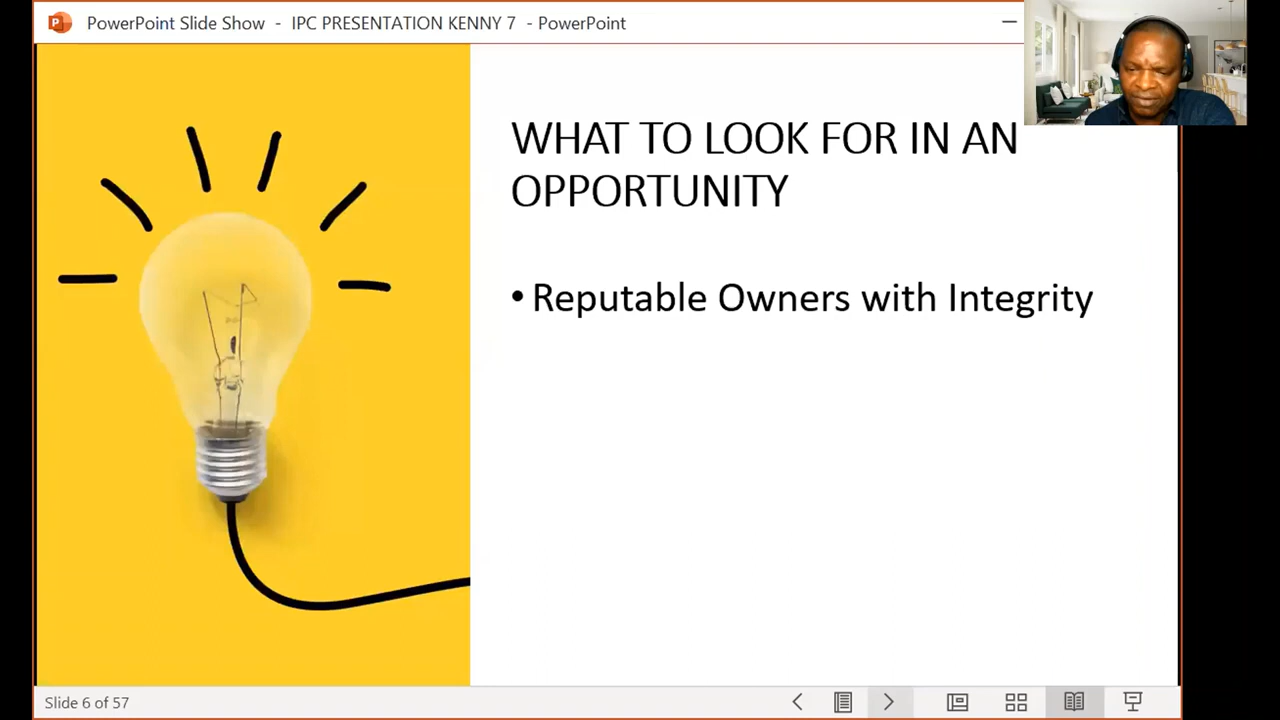 PowerPoint Slide Show - IPC PRESENTATION KENNY 7 - PowerPoint
WHAT TO LOOK FOR IN AN
OPPORTUNITY
• Reputable Owners with Integrity
Slide 6 of 57